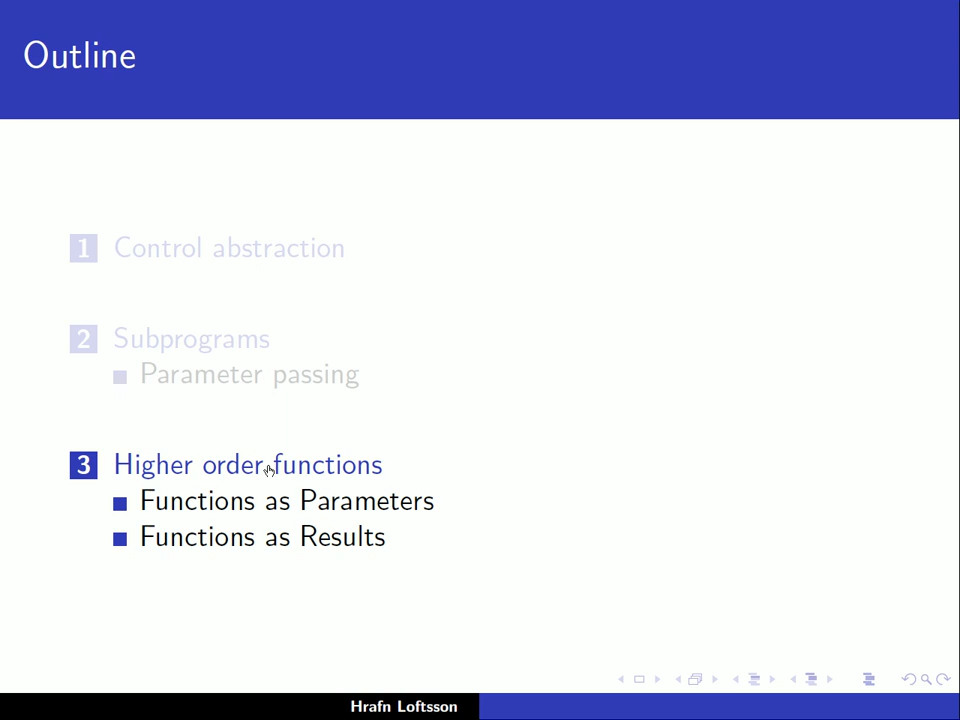 Outline
1 Control abstraction
2 Subprograms
Parameter passing
3 Higher order functions
Functions as Parameters
Functions as Results
Hrafn Loftsson